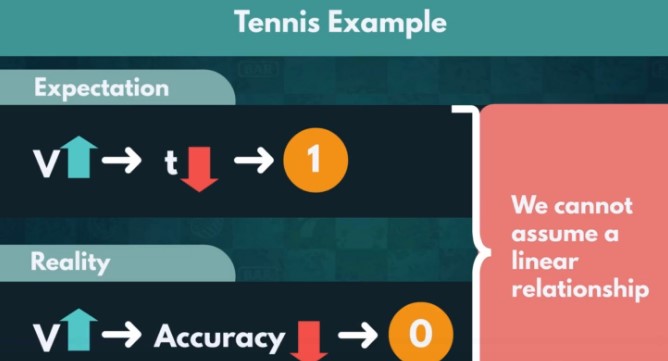 Tennis Example
Expectation
V → t → 1
Reality
V → Accuracy → 0
We cannot
assume a
linear
relationship